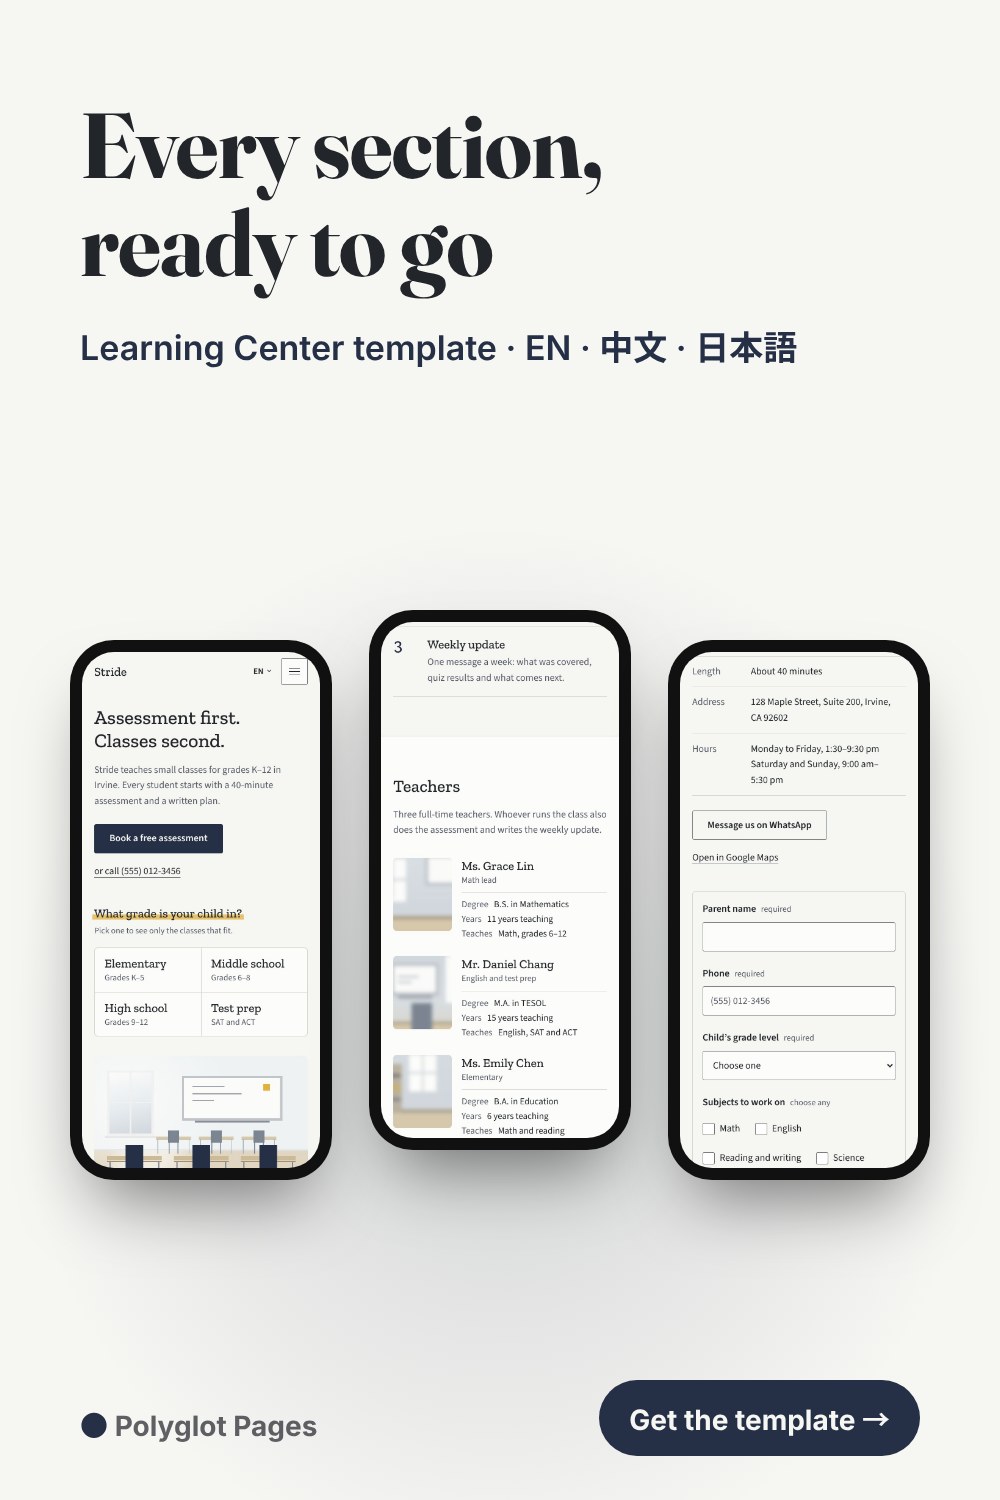 Every section,
ready to go
Learning Center template · EN · 中文 · 日本語
Stride
EN
Assessment first.
Classes second.
Stride teaches small classes for grades K–12 in
Irvine. Every student starts with a 40-minute
assessment and a written plan.
Book a free assessment
or call (555) 012-3456
What grade is your child in?
Pick one to see only the classes that fit.
Elementary
Grades K–5
Middle school
Grades 6–8
High school
Grades 9–12
Test prep
SAT and ACT
3
Weekly update
One message a week: what was covered,
quiz results and what comes next.
Teachers
Three full-time teachers. Whoever runs the class also
does the assessment and writes the weekly update.
Ms. Grace Lin
Math lead
Degree B.S. in Mathematics
Years 11 years teaching
Teaches Math, grades 6–12
Mr. Daniel Chang
English and test prep
Degree M.A. in TESOL
Years 15 years teaching
Teaches English, SAT and ACT
Ms. Emily Chen
Elementary
Degree B.A. in Education
Years 6 years teaching
Teaches Math and reading
Length About 40 minutes
Address 128 Maple Street, Suite 200, Irvine,
CA 92602
Hours Monday to Friday, 1:30–9:30 pm
Saturday and Sunday, 9:00 am–
5:30 pm
Message us on WhatsApp
Open in Google Maps
Parent name required
Phone required
(555) 012-3456
Child's grade level required
Choose one
Subjects to work on choose any
Math English
Reading and writing Science
Polyglot Pages
Get the template →